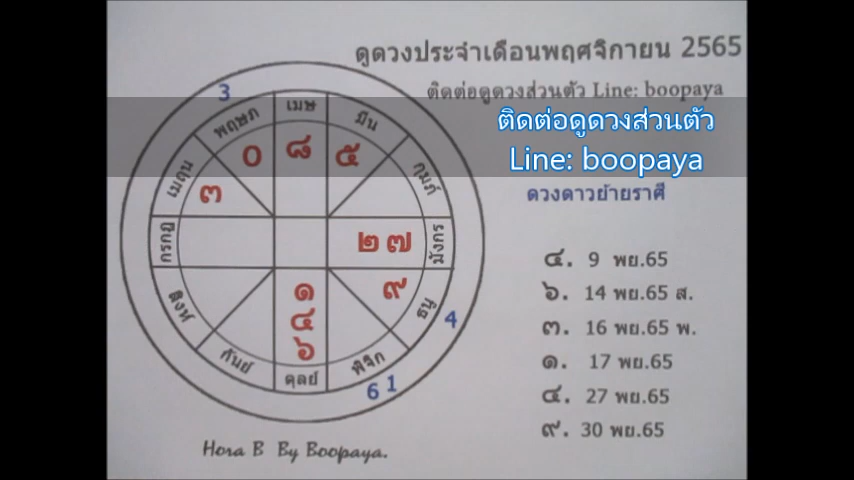 ดูดวงประจำเดือนพฤศจิกายน 2565
ติดต่อดูดวงส่วนตัว Line: boopaya
ติดต่อดูดวงส่วนตัว
Line: boopaya
ดวงดาวย้ายราศี
๔. 9 พย.65
๖. 14 พย.65 ส.
๓. 16 พย.65 พ.
๑. 17 พย.65
๔. 27 พย.65
๙. 30 พย.65
3
พฤษภ เมษ มีน
๐ ๘ ๕
เมถุน กุมภ์
๓
กรกฎ ๒ ๗ มังกร
สิงห์ ๑ ๙ ธนู
๔ 4
๖
กันย์ ตุลย์ พิจิก
6 1
Hora B By Boopaya.